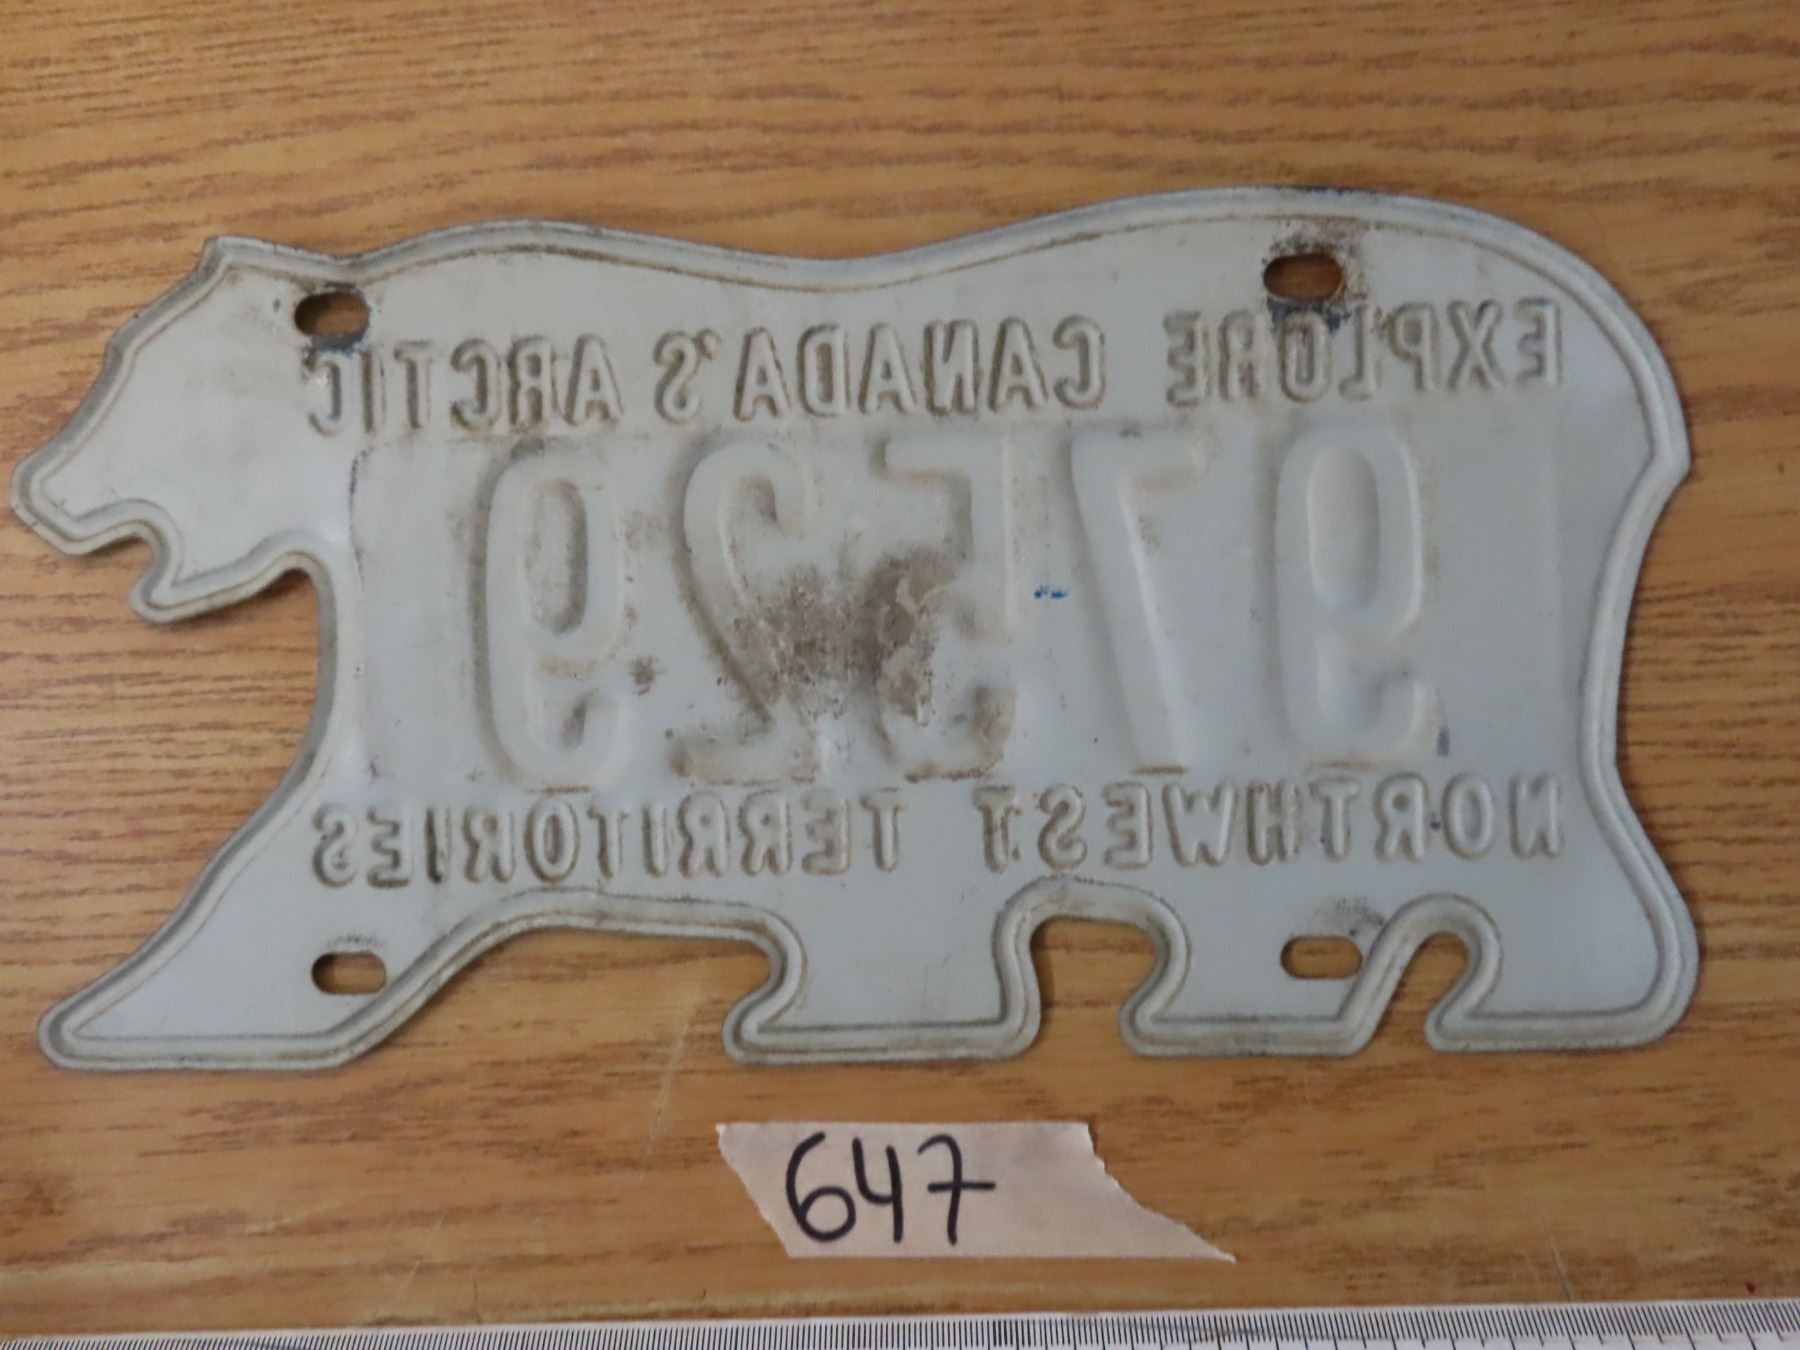 EXPLORE CANADA'S ARCTIC
97529
NORTHWEST TERRITORIES
647